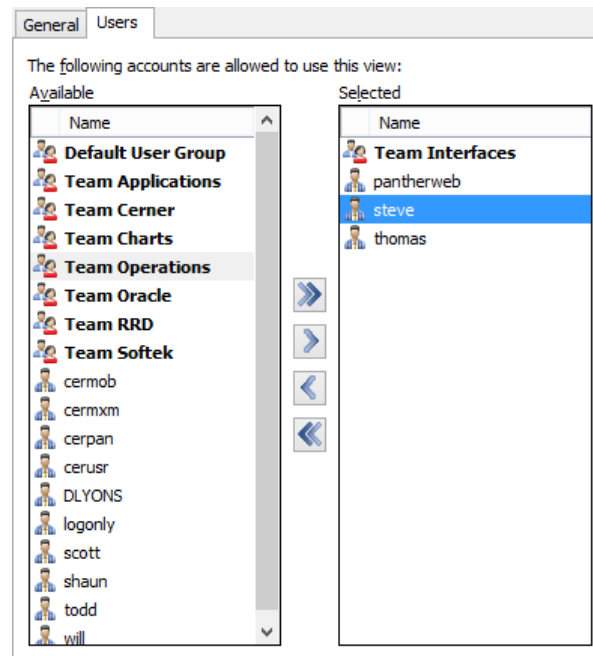 General Users
The following accounts are allowed to use this view:
Available
Name
Default User Group
Team Applications
Team Cerner
Team Charts
Team Operations
Team Oracle
Team RRD
Team Softek
cermob
cermxm
cerpan
cerusr
DLYONS
logonly
scott
shaun
todd
will
Selected
Name
Team Interfaces
pantherweb
steve
thomas